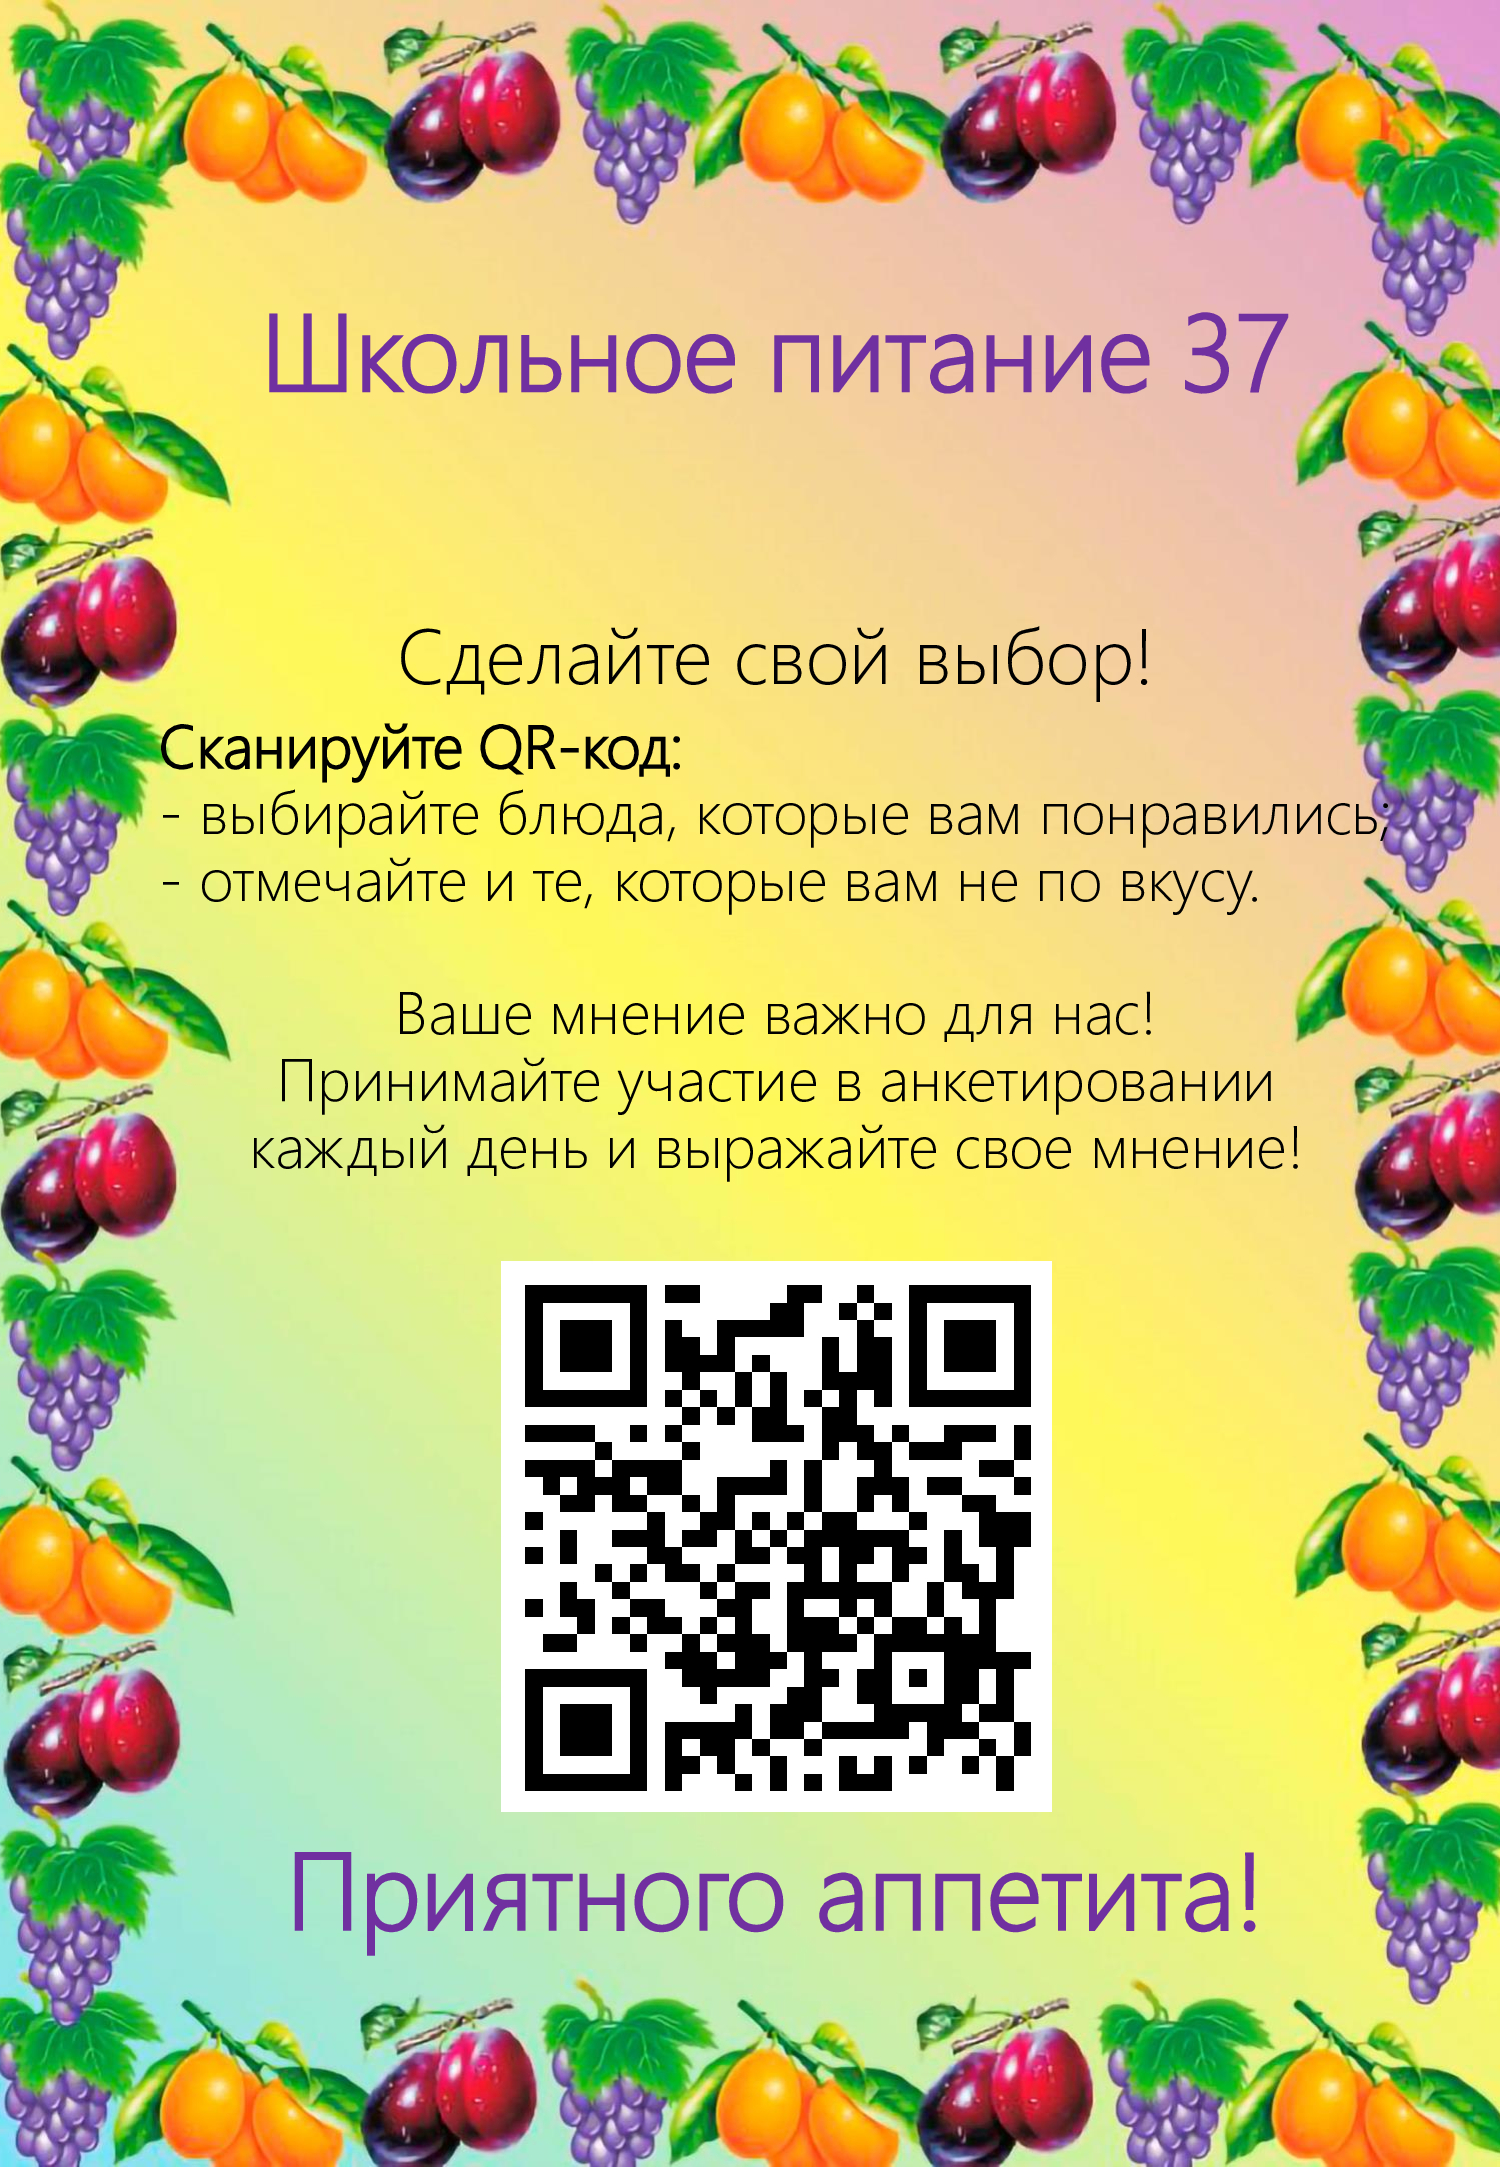 Школьное питание 37
Сделайте свой выбор!
Сканируйте QR-код:
- выбирайте блюда, которые вам понравились;
- отмечайте и те, которые вам не по вкусу.
Ваше мнение важно для нас!
Принимайте участие в анкетировании
каждый день и выражайте свое мнение!
Приятного аппетита!